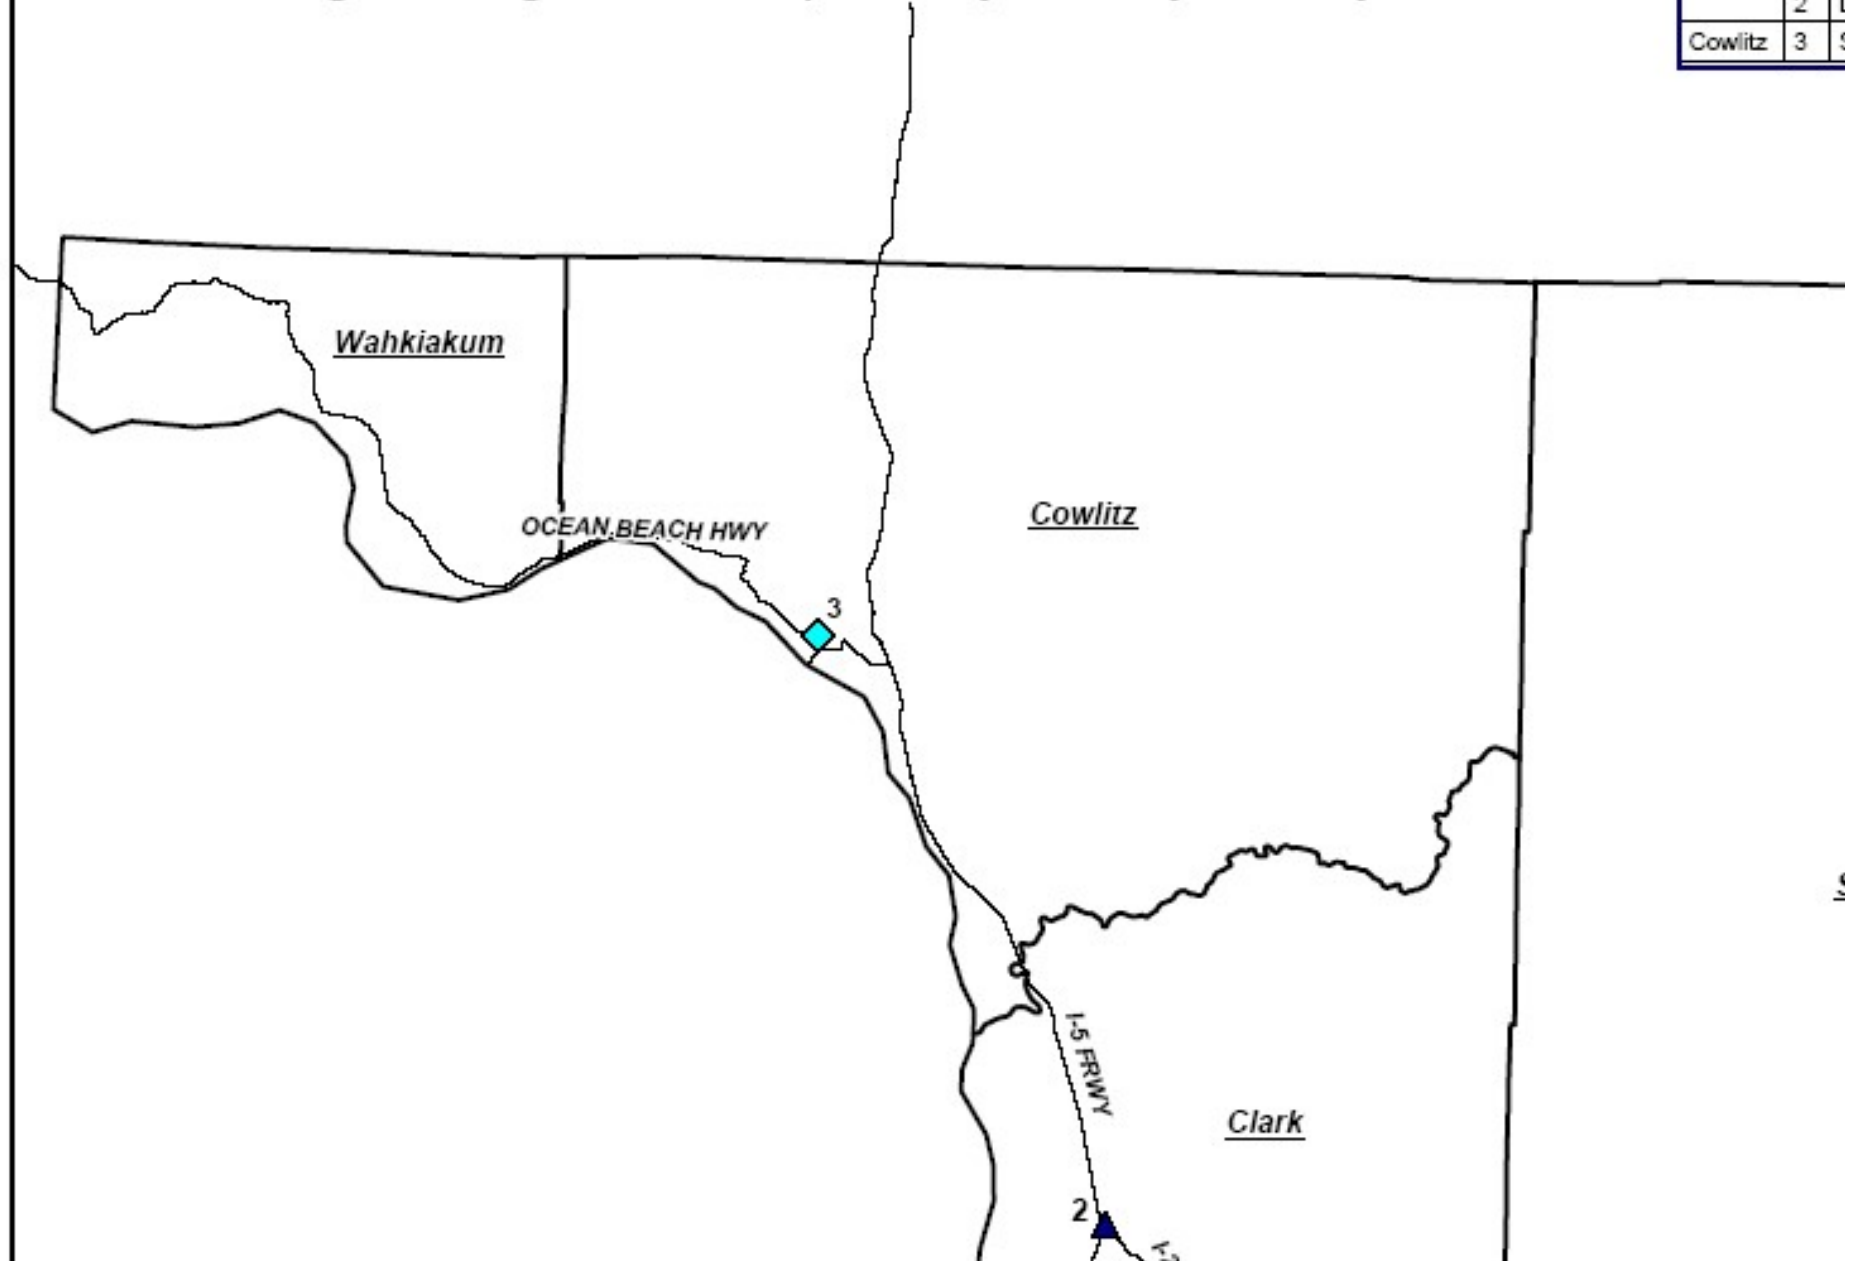 2
Cowlitz 3
Wahkiakum
Cowlitz
OCEAN BEACH HWY
3
I-5 FRWY
Clark
2